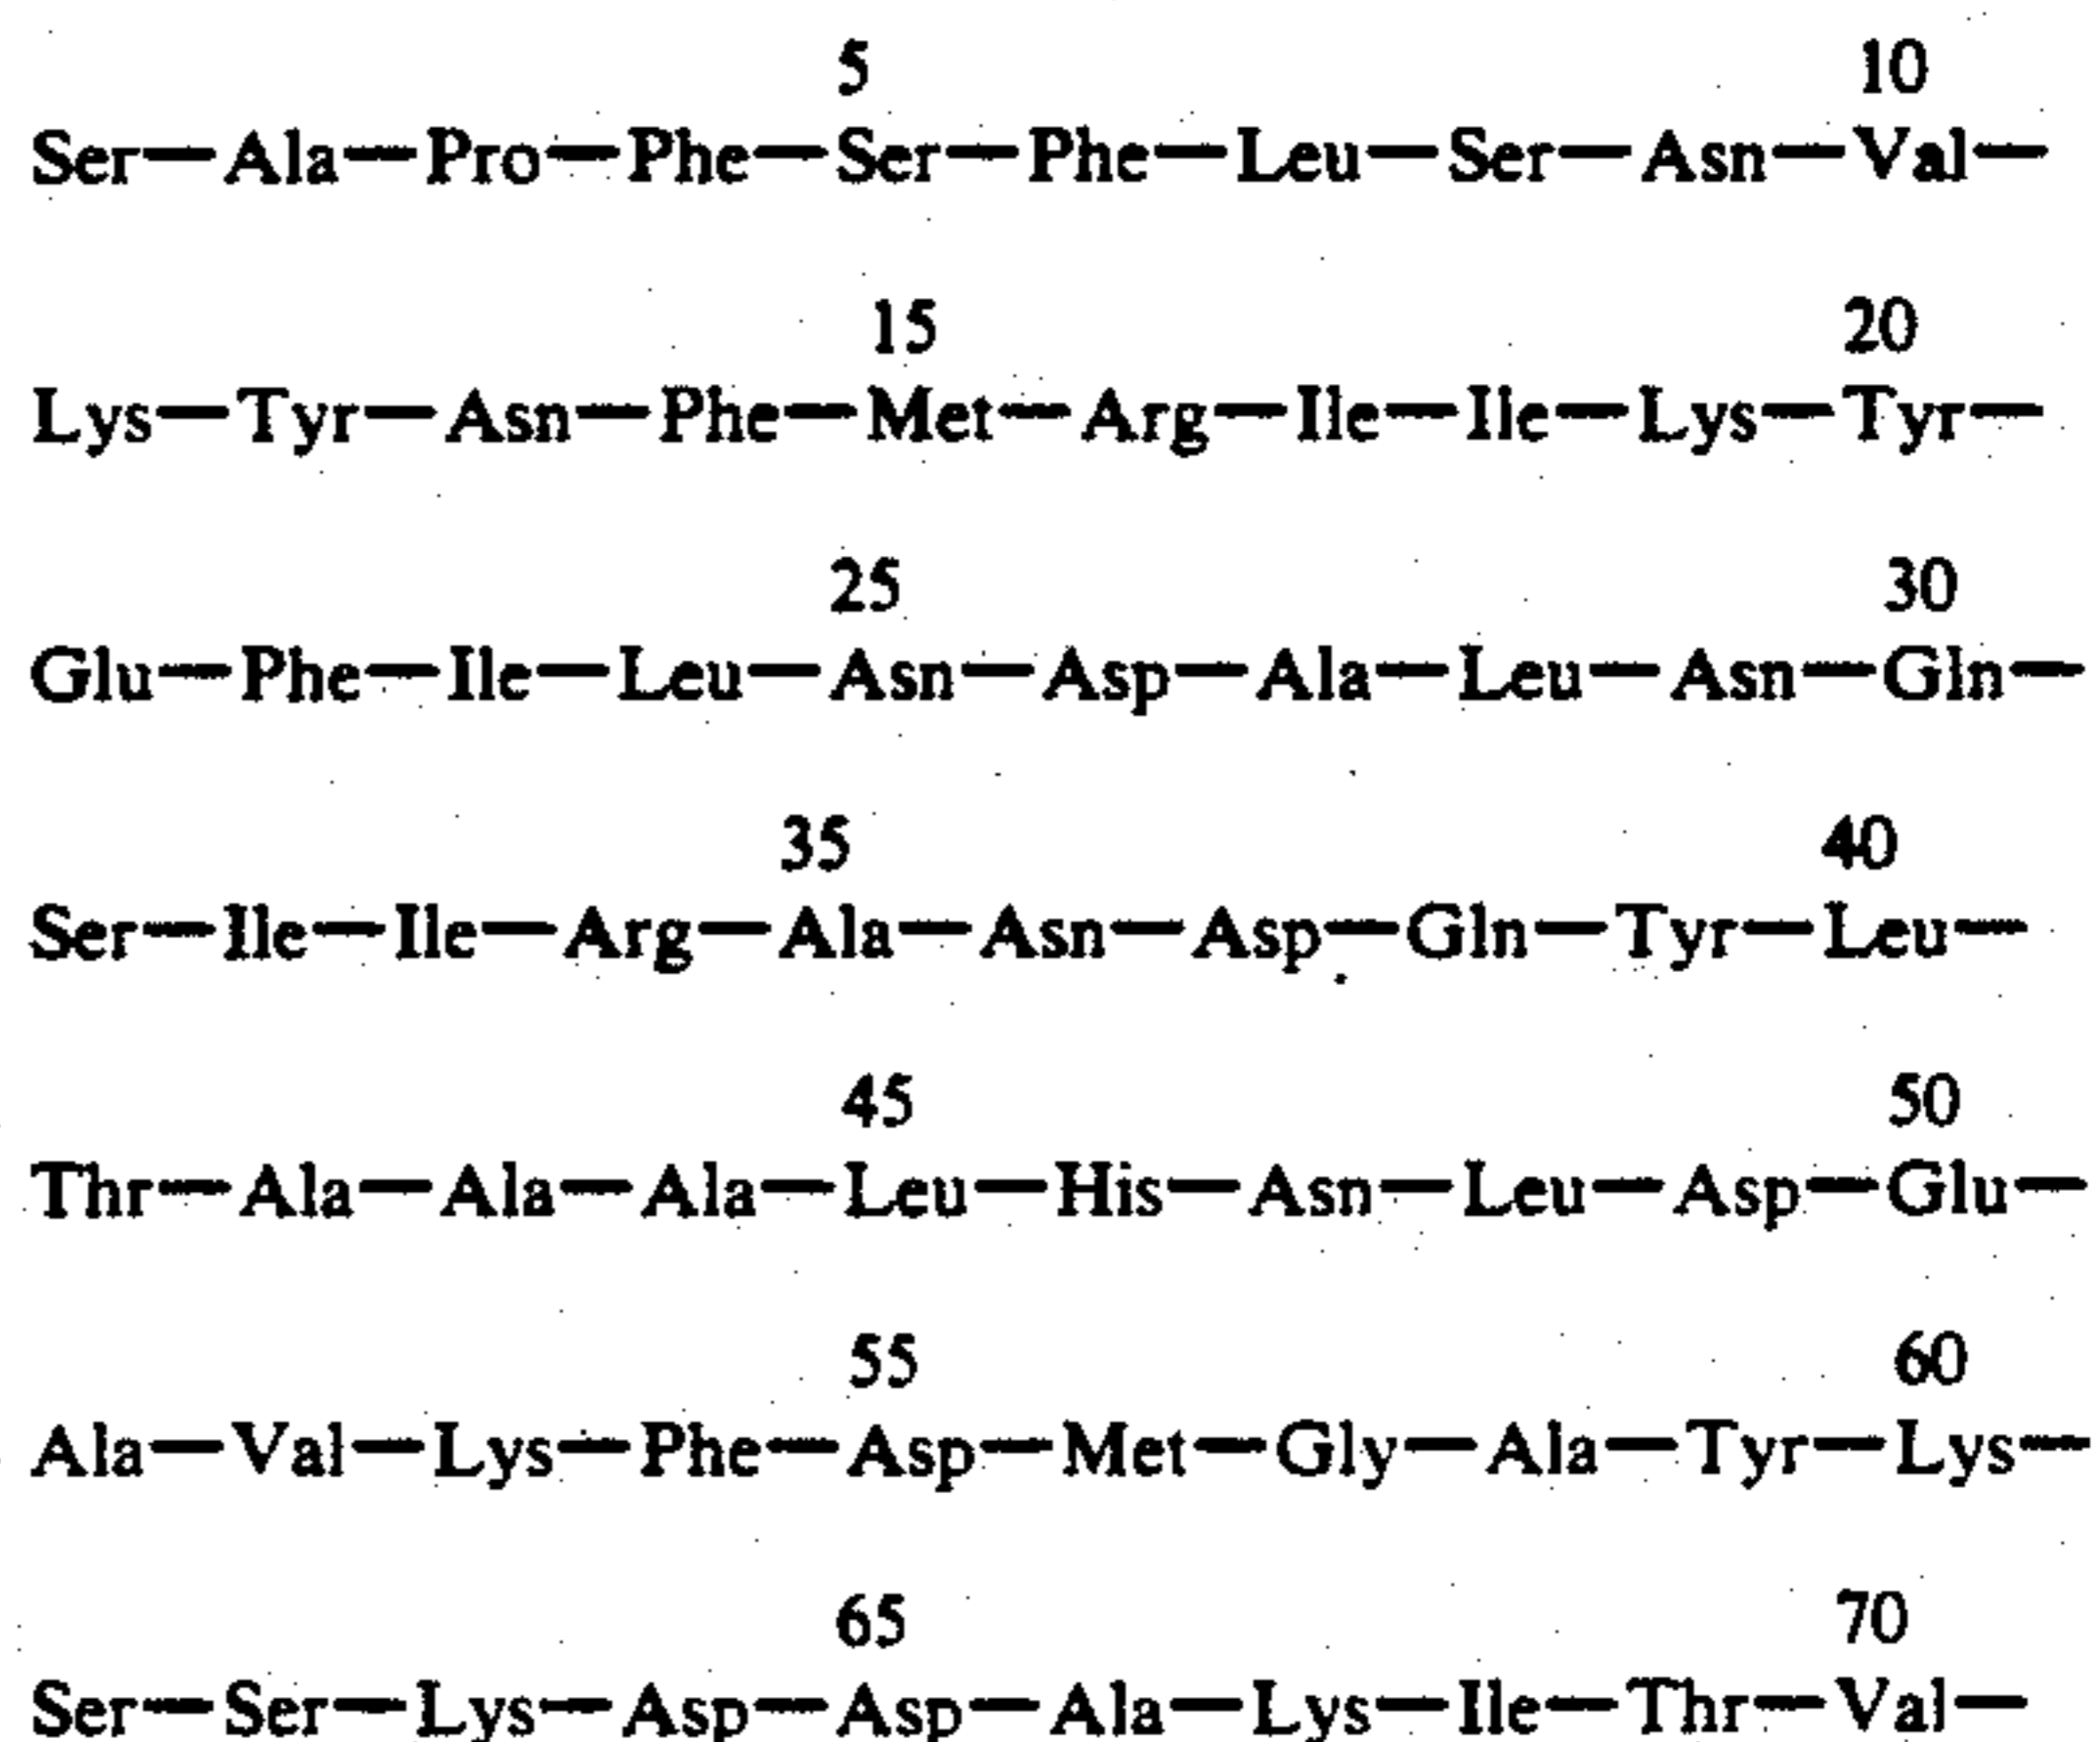 5 10
Ser—Ala—Pro—Phe—Ser—Phe—Leu—Ser—Asn—Val—
15 20
Lys—Tyr—Asn—Phe—Met—Arg—Ile—Ile—Lys—Tyr—
25 30
Glu—Phe—Ile—Leu—Asn—Asp—Ala—Leu—Asn—Gln—
35 40
Ser—Ile—Ile—Arg—Ala—Asn—Asp—Gln—Tyr—Leu—
45 50
Thr—Ala—Ala—Ala—Leu—His—Asn—Leu—Asp—Glu—
55 60
Ala—Val—Lys—Phe—Asp—Met—Gly—Ala—Tyr—Lys—
65 70
Ser—Ser—Lys—Asp—Asp—Ala—Lys—Ile—Thr—Val—